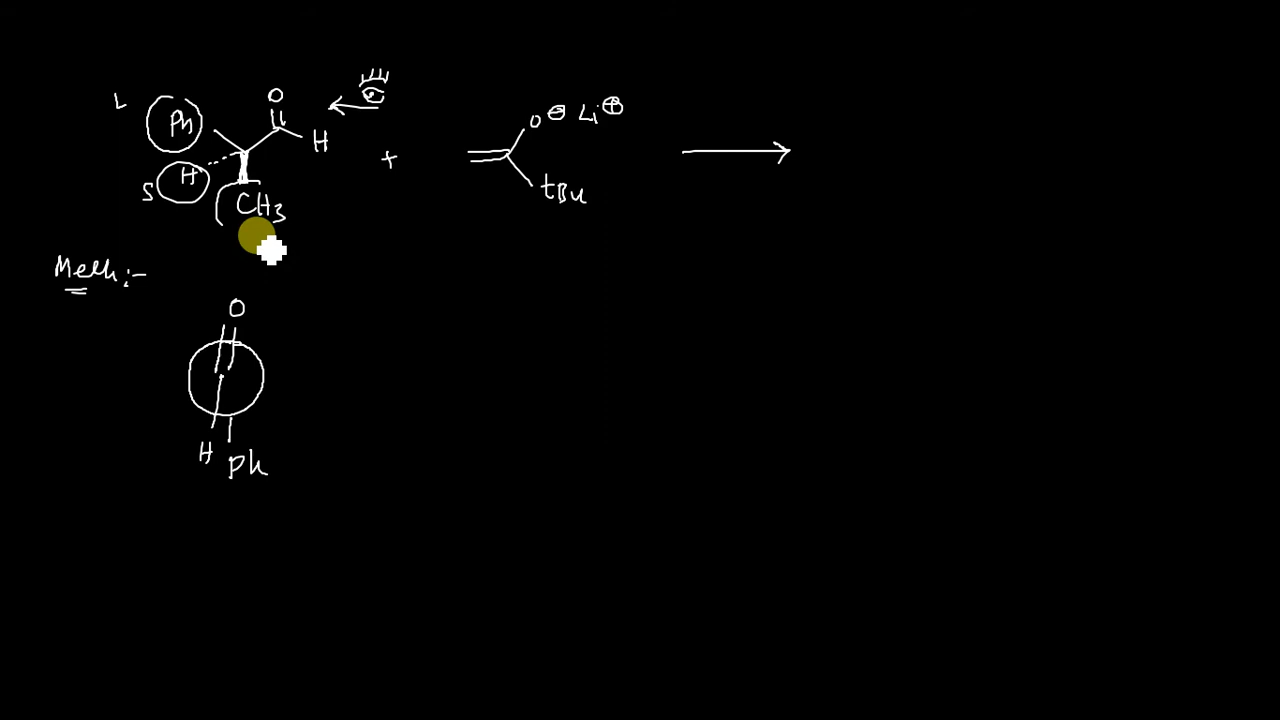 L Ph O H H S CH3 + O⊖ Li⊕ tBu
Mech :-
O
H Ph